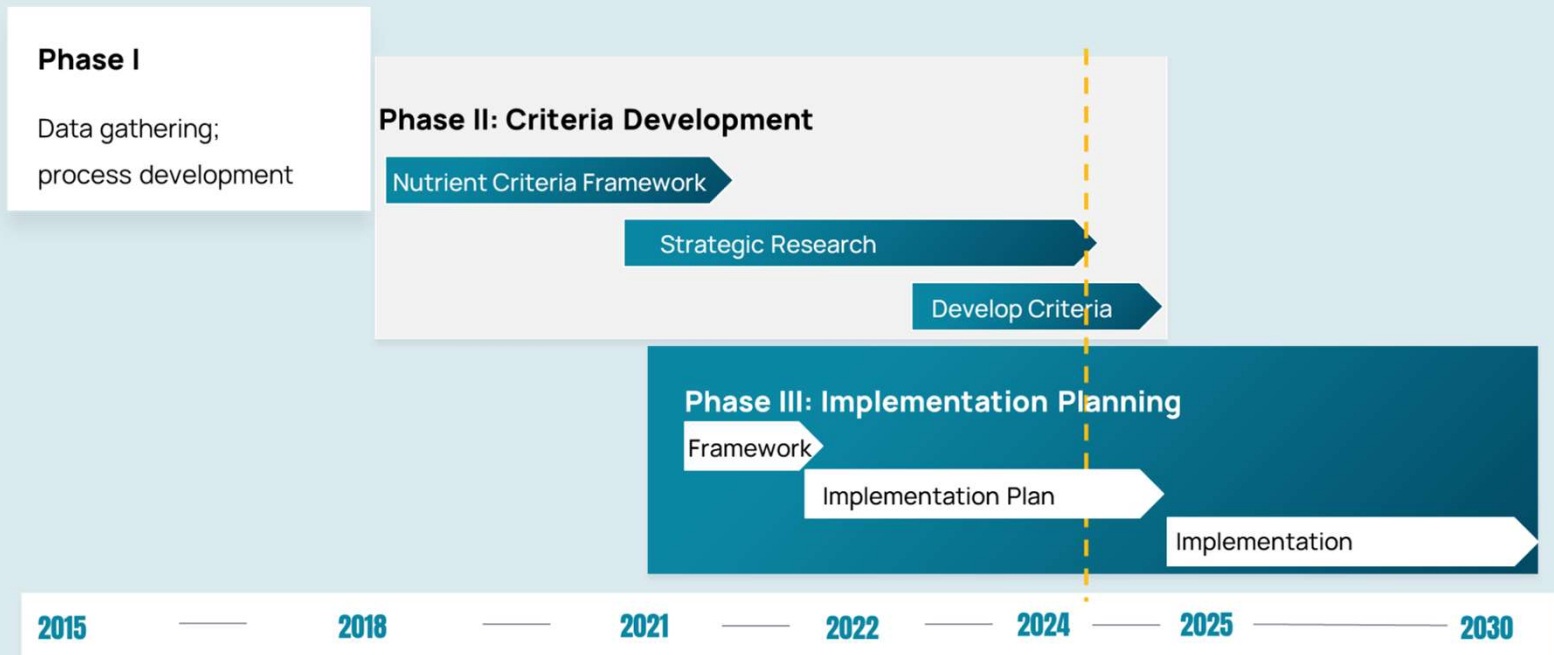 Phase I
Data gathering;
process development
Phase II: Criteria Development
Nutrient Criteria Framework
Strategic Research
Develop Criteria
Phase III: Implementation Planning
Framework
Implementation Plan
Implementation
2015 2018 2021 2022 2024 2025 2030